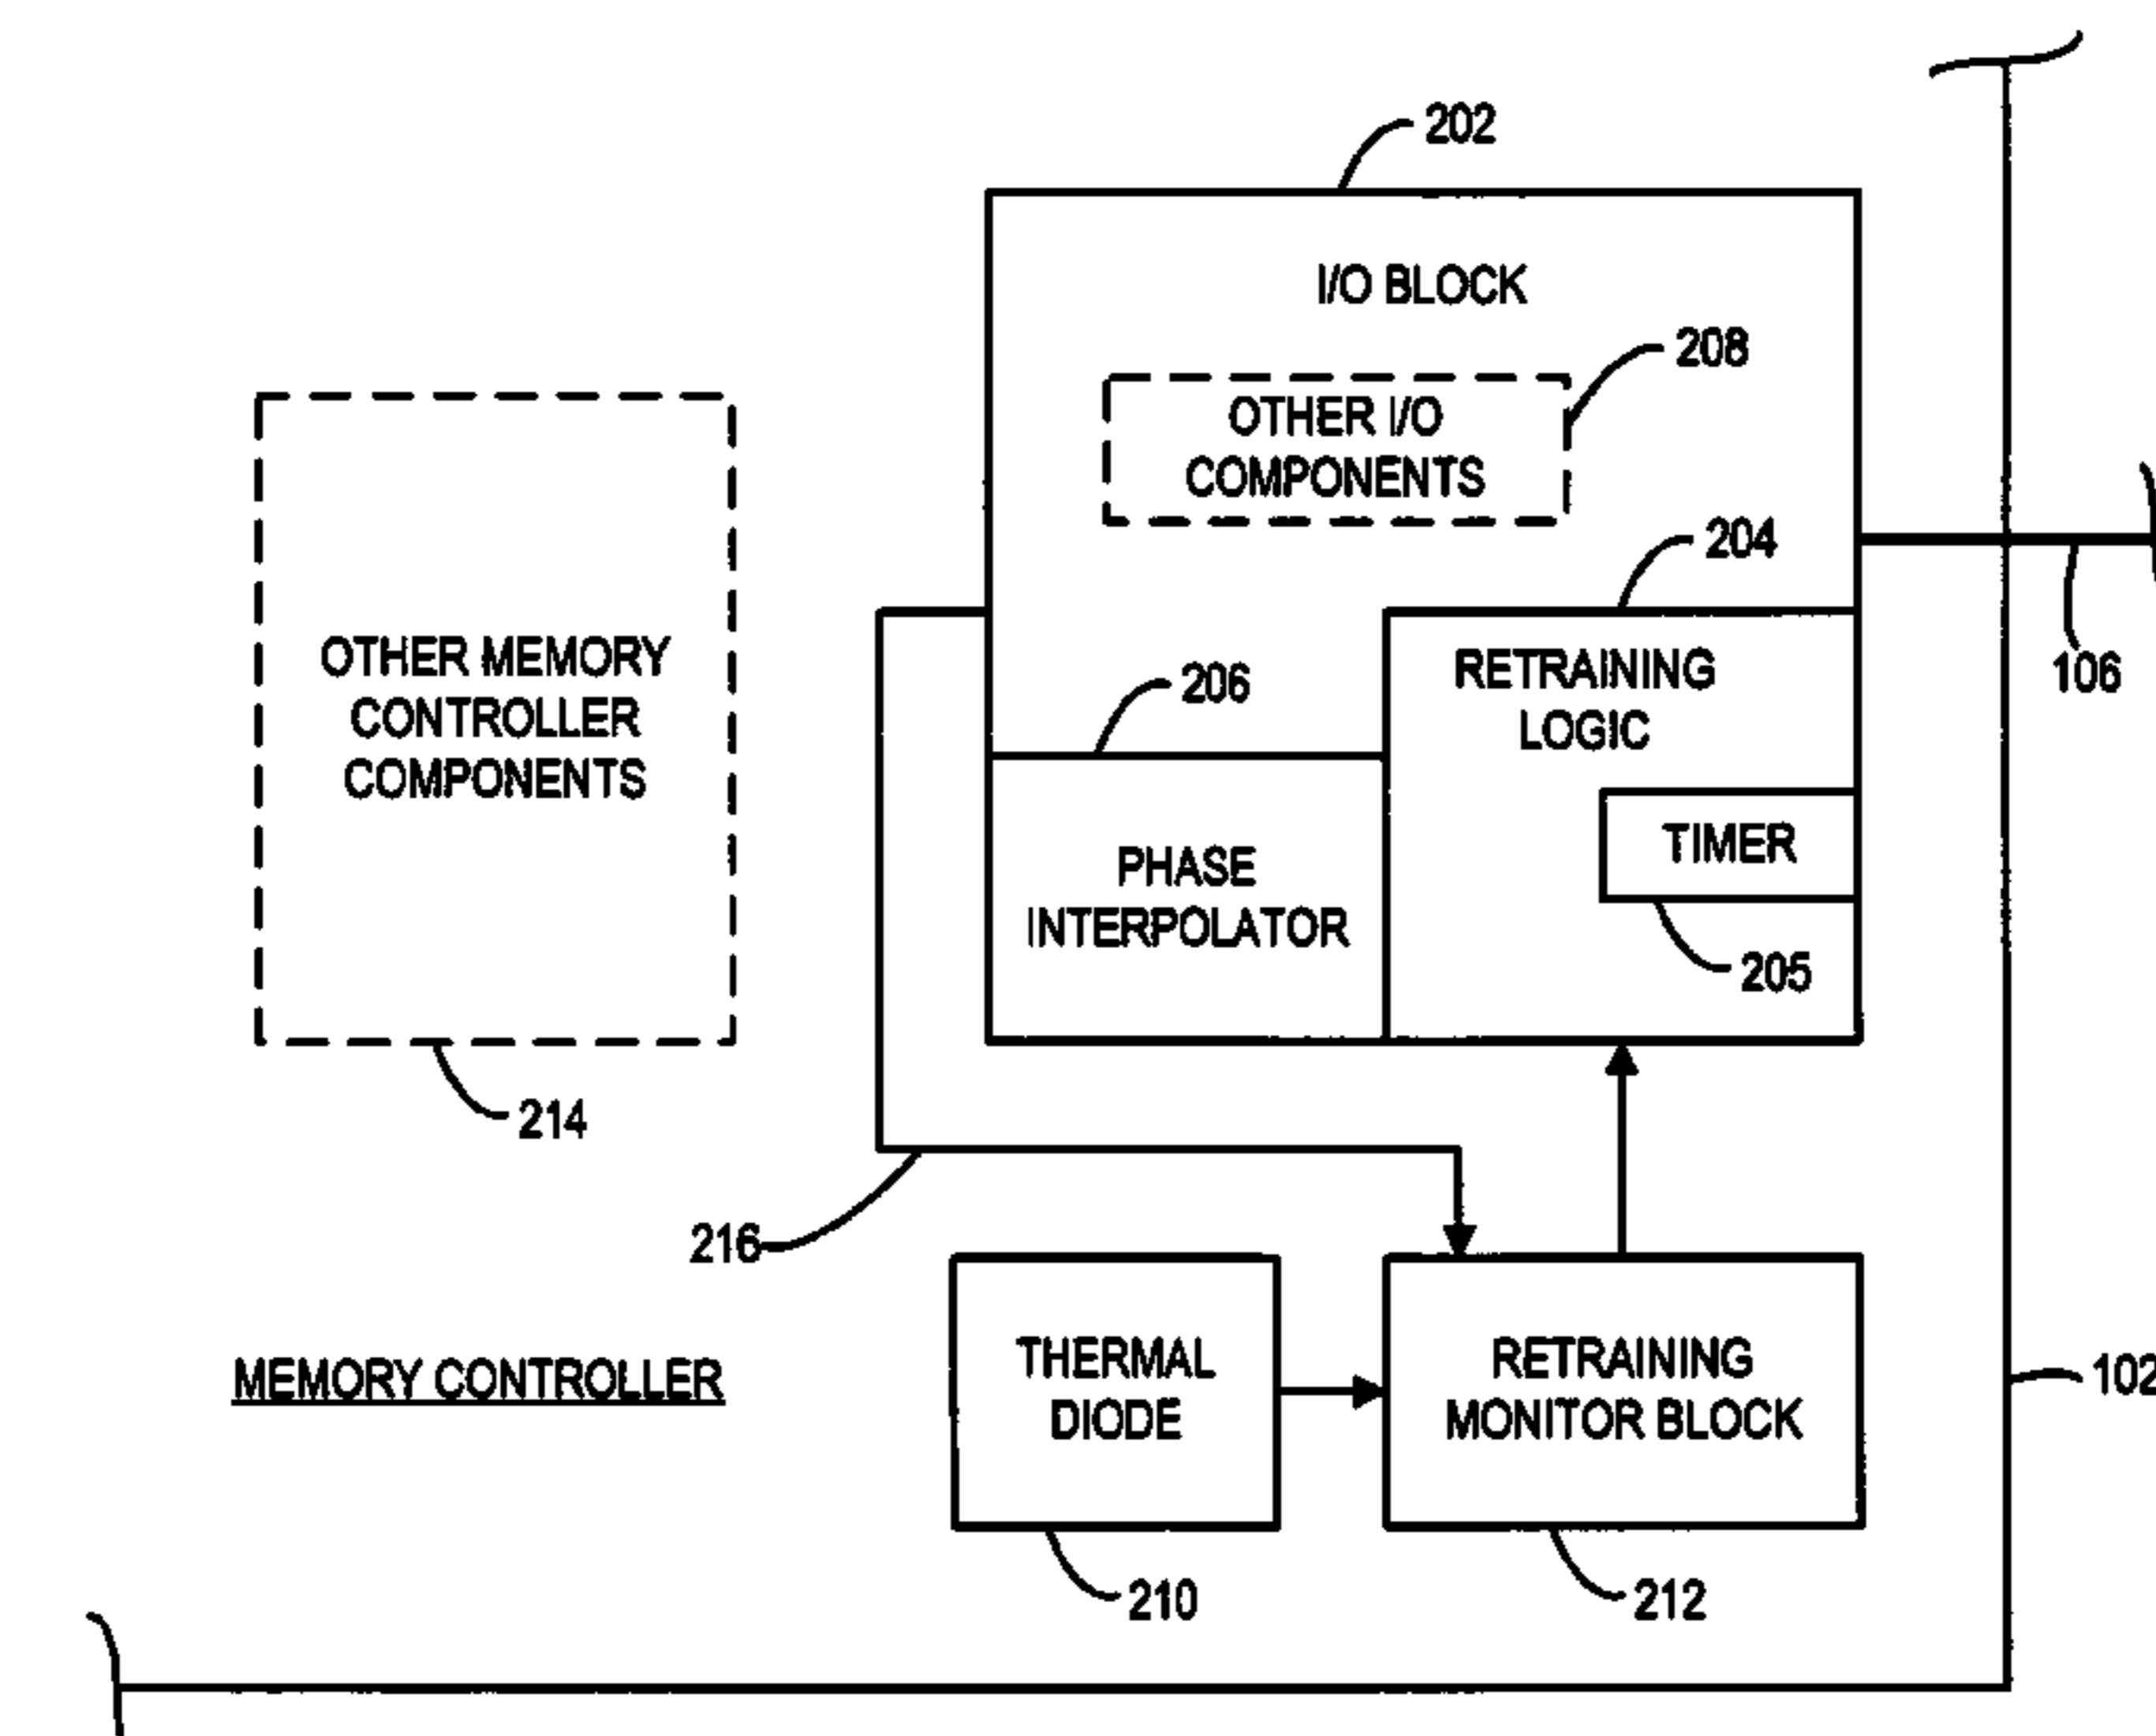 202
I/O BLOCK
208
OTHER I/O
COMPONENTS
204
106
OTHER MEMORY
CONTROLLER
COMPONENTS
214
206
RETRAINING
LOGIC
PHASE
INTERPOLATOR
TIMER
205
216
MEMORY CONTROLLER
THERMAL
DIODE
210
RETRAINING
MONITOR BLOCK
212
102